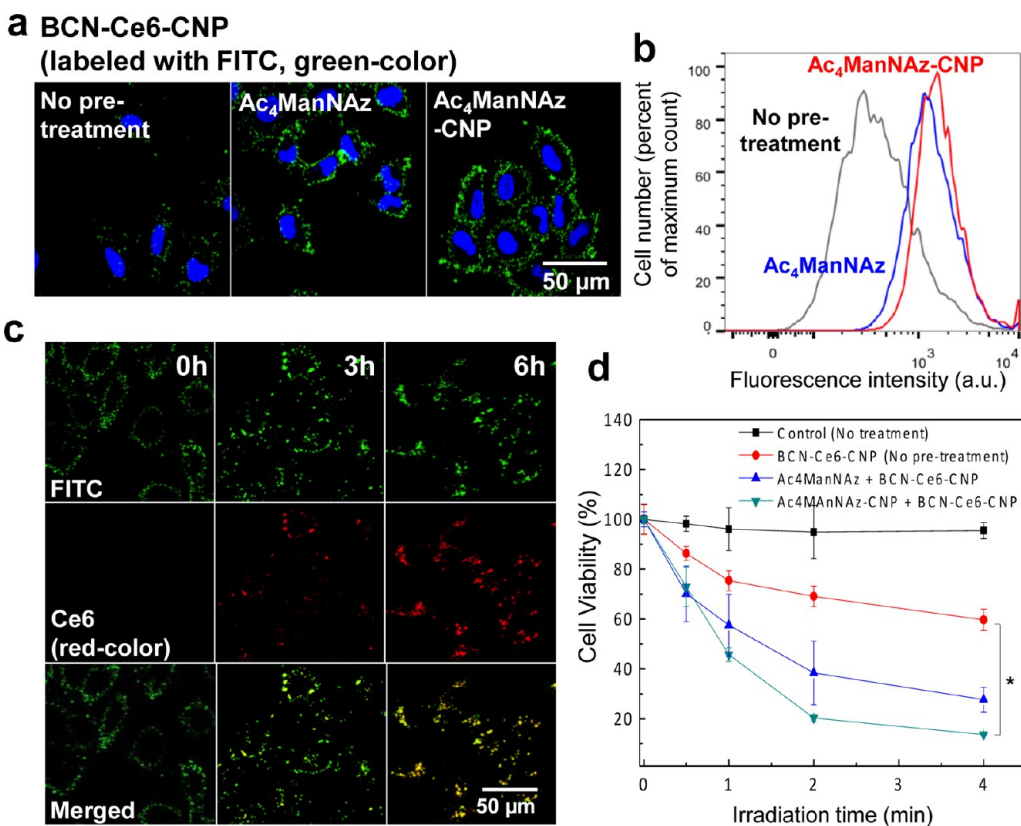 a BCN-Ce6-CNP
(labeled with FITC, green-color)
No pre-
treatment
Ac₄ManNAz
Ac₄ManNAz
-CNP
50 µm
b
Cell number (percent
of maximum count)
100
80
60
40
20
0
Ac₄ManNAz-CNP
No pre-
treatment
Ac₄ManNAz
0
10³
10⁴
Fluorescence intensity (a.u.)
c
0h
3h
6h
FITC
Ce6
(red-color)
Merged
50 µm
d
Cell Viability (%)
140
120
100
80
60
40
20
Control (No treatment)
BCN-Ce6-CNP (No pre-treatment)
Ac4ManNAz + BCN-Ce6-CNP
Ac4MAnNAz-CNP + BCN-Ce6-CNP
*
0
1
2
3
4
Irradiation time (min)